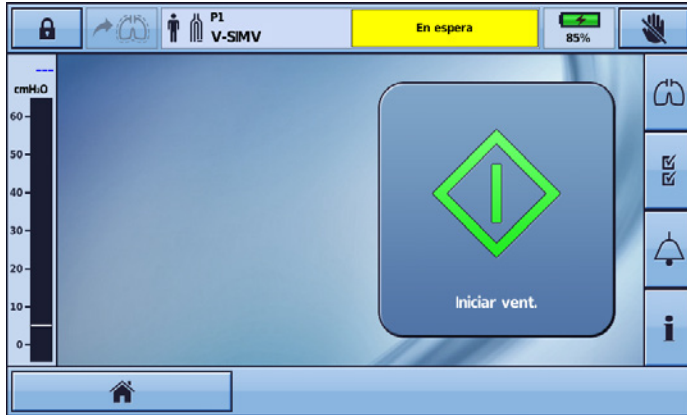 P1
V-SIMV
En espera
85%
---
cmH₂O
60
50
40
30
20
10
0
Iniciar vent.
i